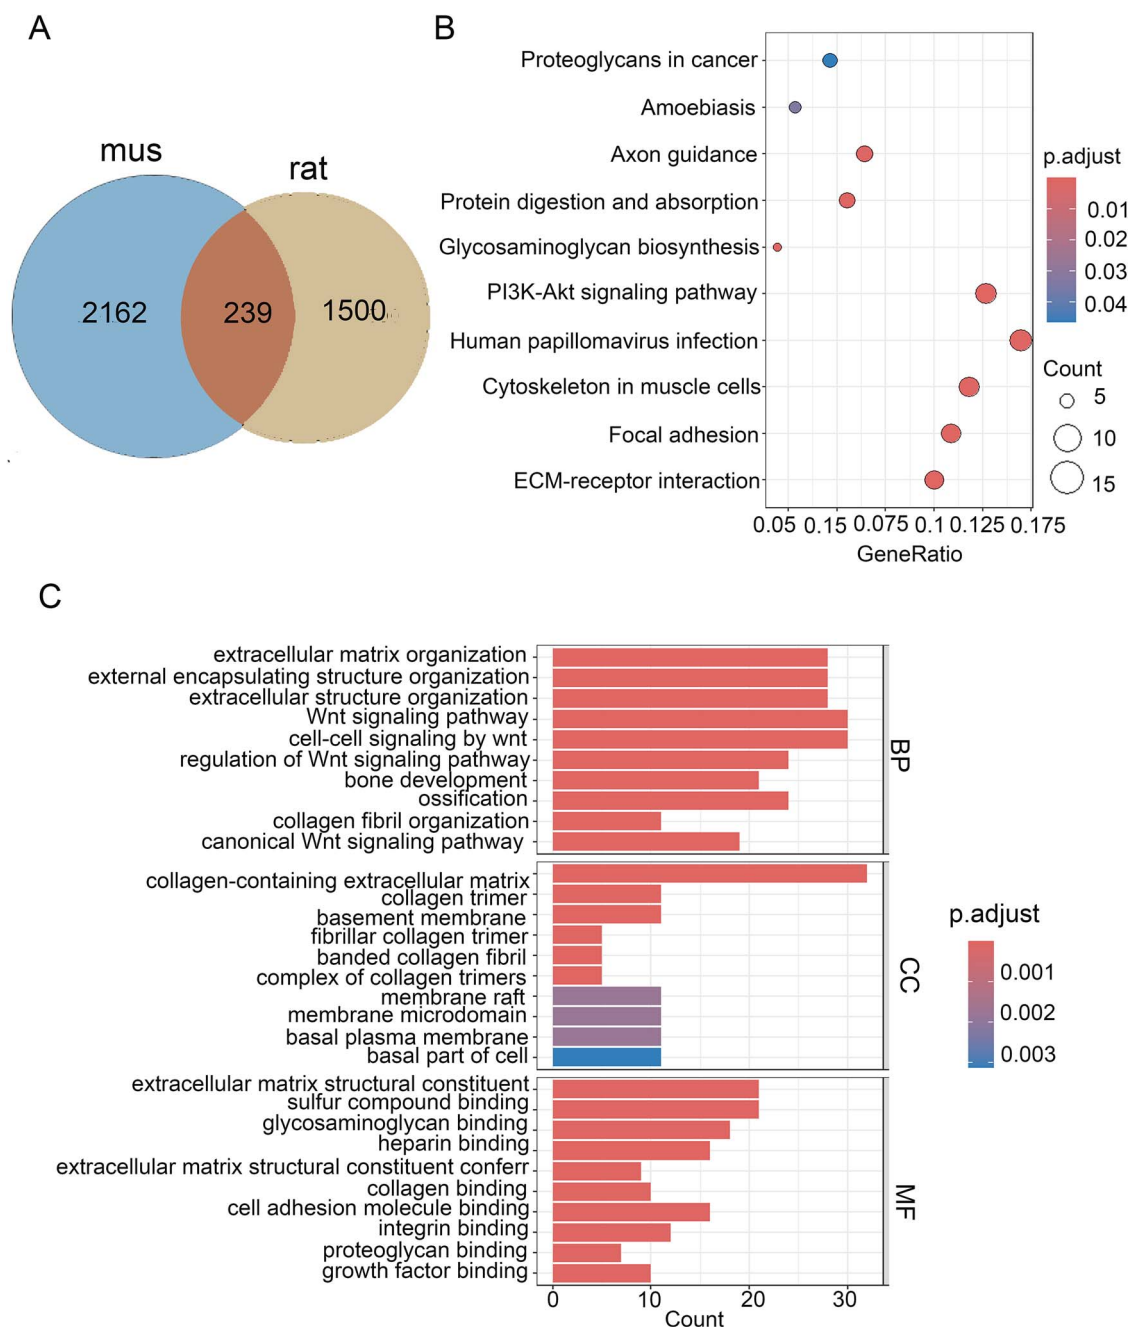 A
B
mus
rat
2162
239
1500
Proteoglycans in cancer
Amoebiasis
Axon guidance
Protein digestion and absorption
Glycosaminoglycan biosynthesis
PI3K-Akt signaling pathway
Human papillomavirus infection
Cytoskeleton in muscle cells
Focal adhesion
ECM-receptor interaction
0.05 0.15 0.075 0.1 0.125 0.175
GeneRatio
p.adjust
0.01
0.02
0.03
0.04
Count
5
10
15
C
extracellular matrix organization
external encapsulating structure organization
extracellular structure organization
Wnt signaling pathway
cell-cell signaling by wnt
regulation of Wnt signaling pathway
bone development
ossification
collagen fibril organization
canonical Wnt signaling pathway
BP
collagen-containing extracellular matrix
collagen trimer
basement membrane
fibrillar collagen trimer
banded collagen fibril
complex of collagen trimers
membrane raft
membrane microdomain
basal plasma membrane
basal part of cell
CC
extracellular matrix structural constituent
sulfur compound binding
glycosaminoglycan binding
heparin binding
extracellular matrix structural constituent conferr
collagen binding
cell adhesion molecule binding
integrin binding
proteoglycan binding
growth factor binding
MF
0 10 20 30
Count
p.adjust
0.001
0.002
0.003